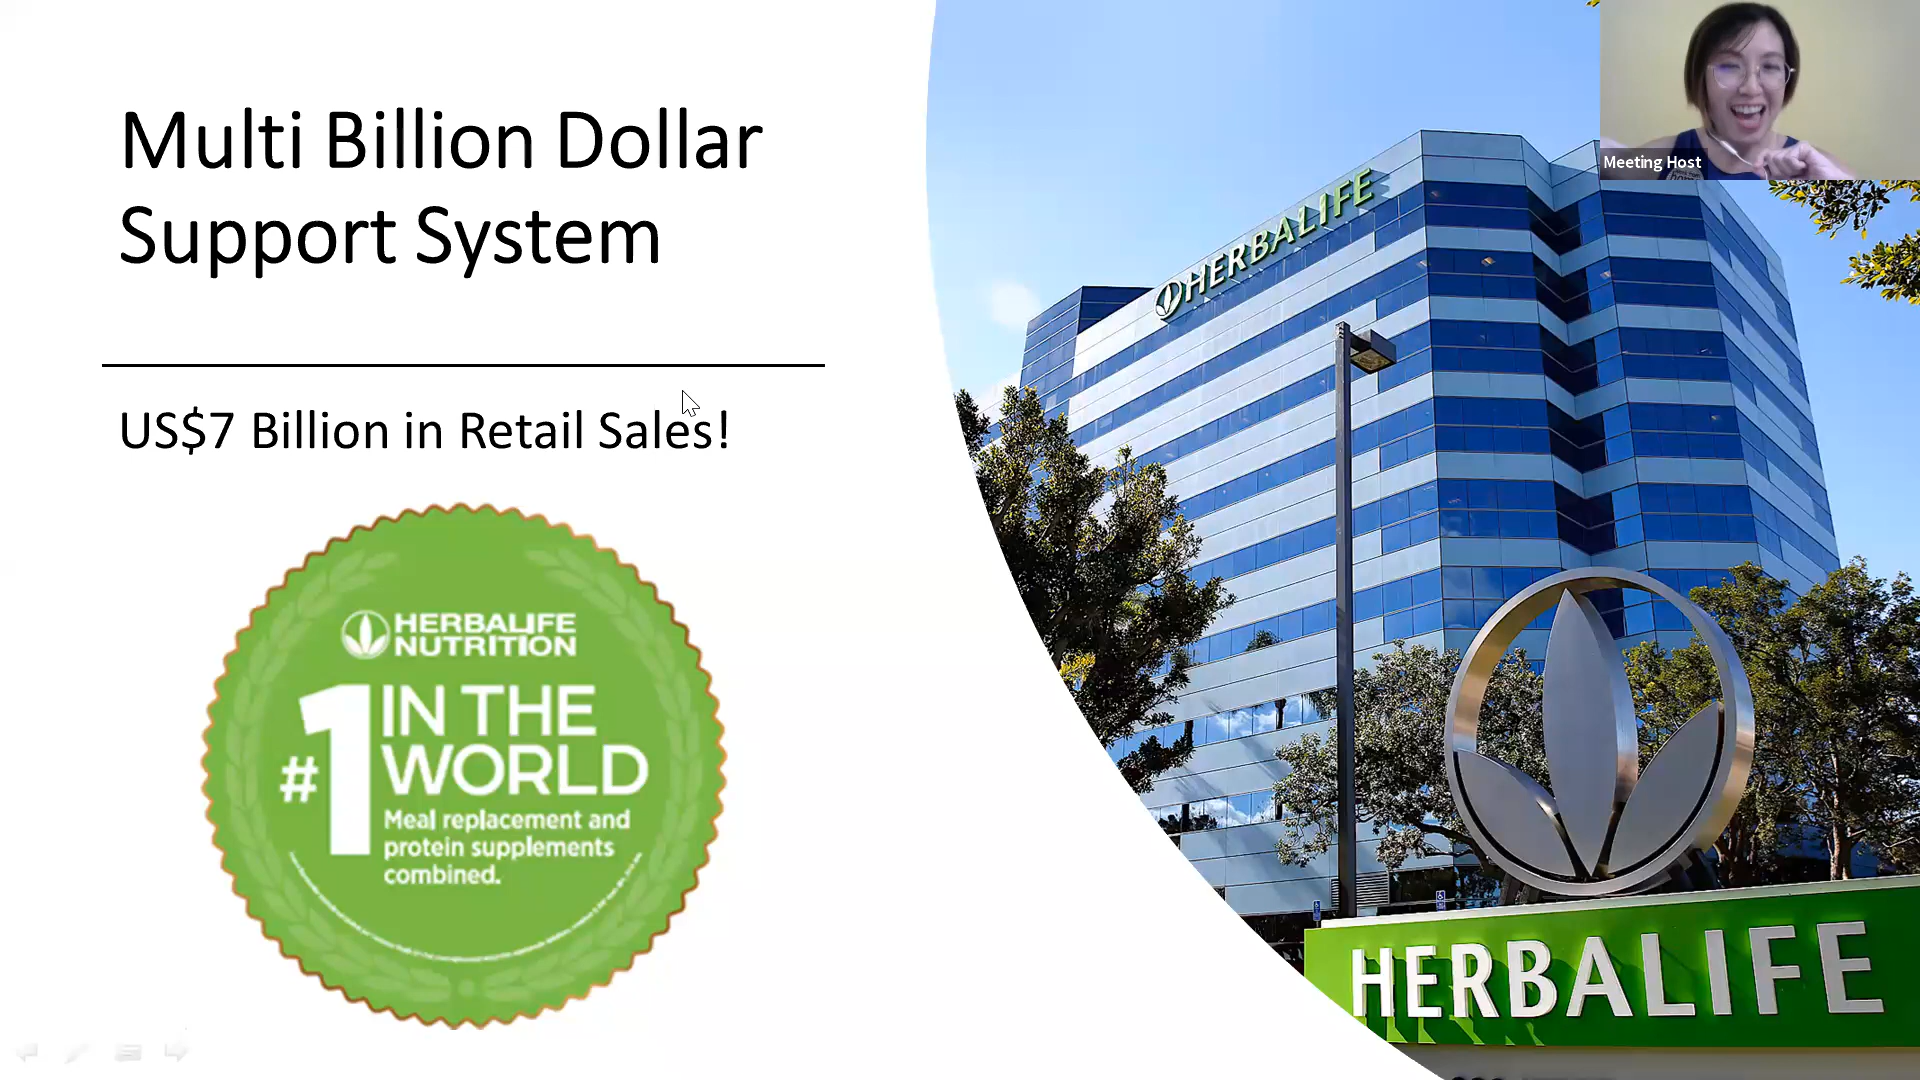 Multi Billion Dollar
Support System
US$7 Billion in Retail Sales!
HERBALIFE
NUTRITION
#1 IN THE
WORLD
Meal replacement and
protein supplements
combined.
HERBALIFE
HERBALIFE
Meeting Host